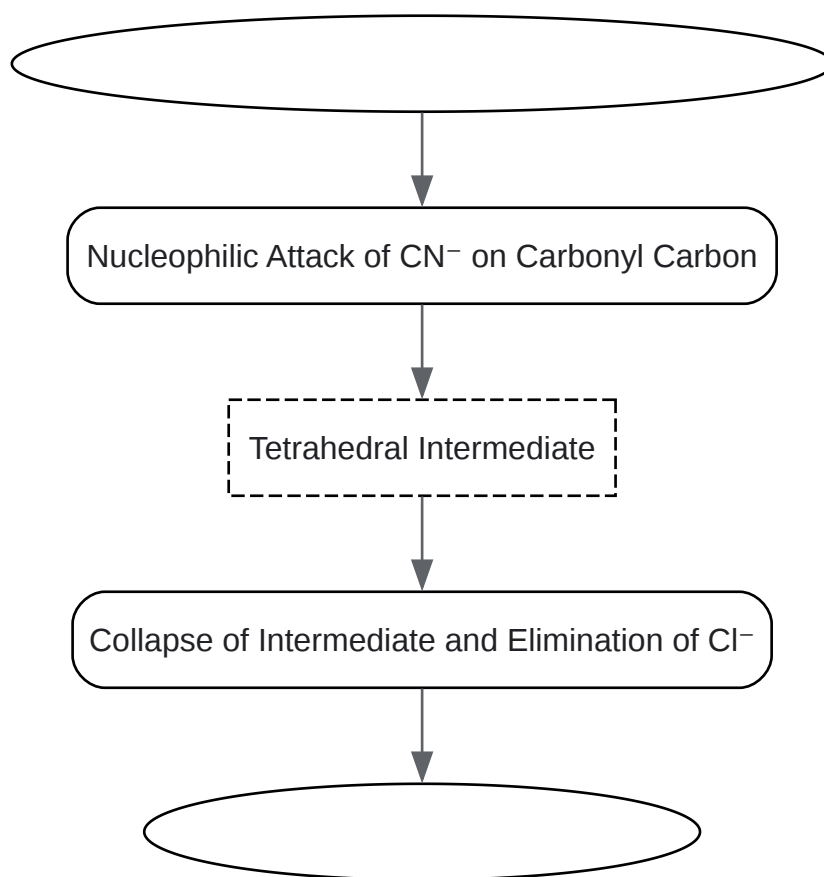 Nucleophilic Attack of CN⁻ on Carbonyl Carbon
Tetrahedral Intermediate
Collapse of Intermediate and Elimination of Cl⁻